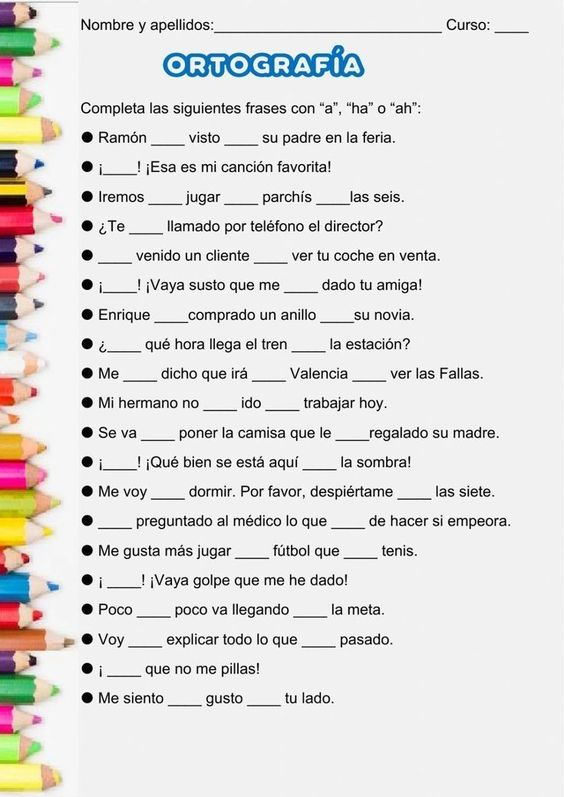 Nombre y apellidos:___________________________ Curso: ____
ORTOGRAFÍA
Completa las siguientes frases con “a”, “ha” o “ah”:
● Ramón ____ visto ____ su padre en la feria.
● ¡____! ¡Esa es mi canción favorita!
● Iremos ____ jugar ____ parchís ____las seis.
● ¿Te ____ llamado por teléfono el director?
● ____ venido un cliente ____ ver tu coche en venta.
● ¡____! ¡Vaya susto que me ____ dado tu amiga!
● Enrique ____comprado un anillo ____su novia.
● ¿____ qué hora llega el tren ____ la estación?
● Me ____ dicho que irá ____ Valencia ____ ver las Fallas.
● Mi hermano no ____ ido ____ trabajar hoy.
● Se va ____ poner la camisa que le ____regalado su madre.
● ¡____! ¡Qué bien se está aquí ____ la sombra!
● Me voy ____ dormir. Por favor, despiértame ____ las siete.
● ____ preguntado al médico lo que ____ de hacer si empeora.
● Me gusta más jugar ____ fútbol que ____ tenis.
● ¡ ____! ¡Vaya golpe que me he dado!
● Poco ____ poco va llegando ____ la meta.
● Voy ____ explicar todo lo que ____ pasado.
● ¡ ____ que no me pillas!
● Me siento ____ gusto ____ tu lado.